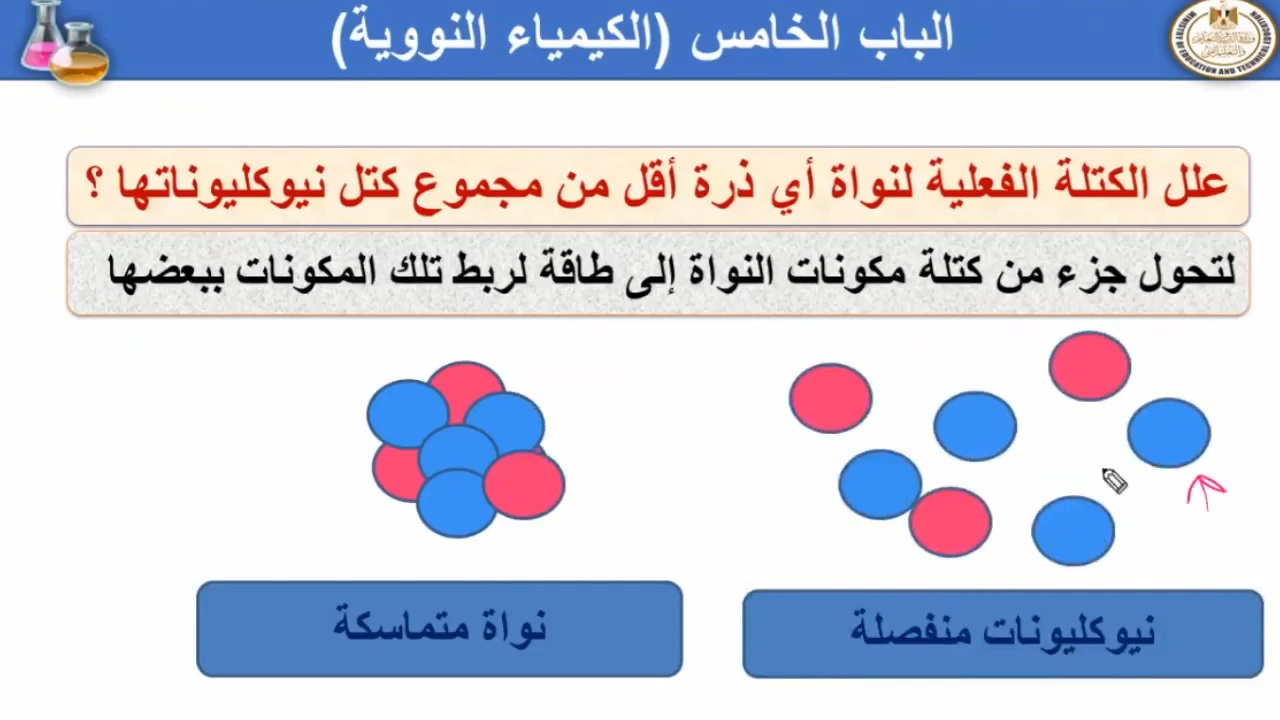 الباب الخامس (الكيمياء النووية)
علل الكتلة الفعلية لنواة أي ذرة أقل من مجموع كتل نيوكليوناتها ؟
لتحول جزء من كتلة مكونات النواة إلى طاقة لربط تلك المكونات ببعضها
نيوكليونات منفصلة
نواة متماسكة